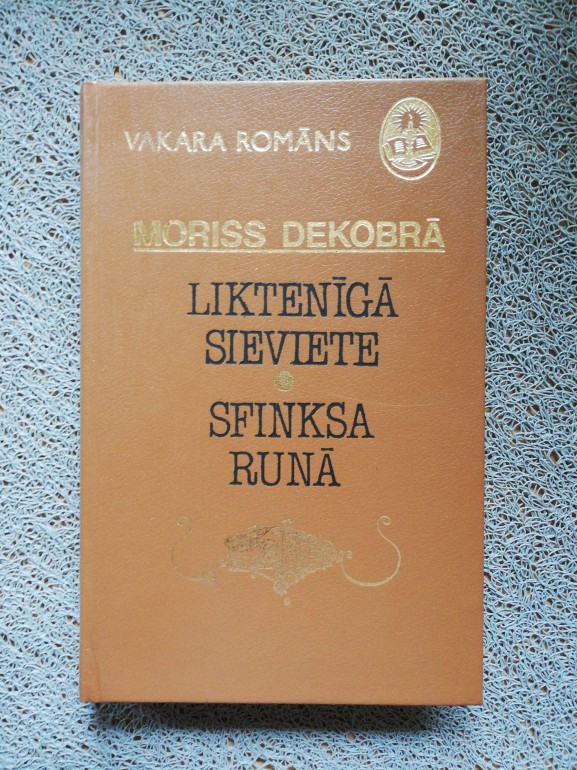 VAKARA ROMĀNS
MORISS DEKOBRĀ
LIKTENĪGĀ
SIEVIETE
SFINKSA
RUNĀ